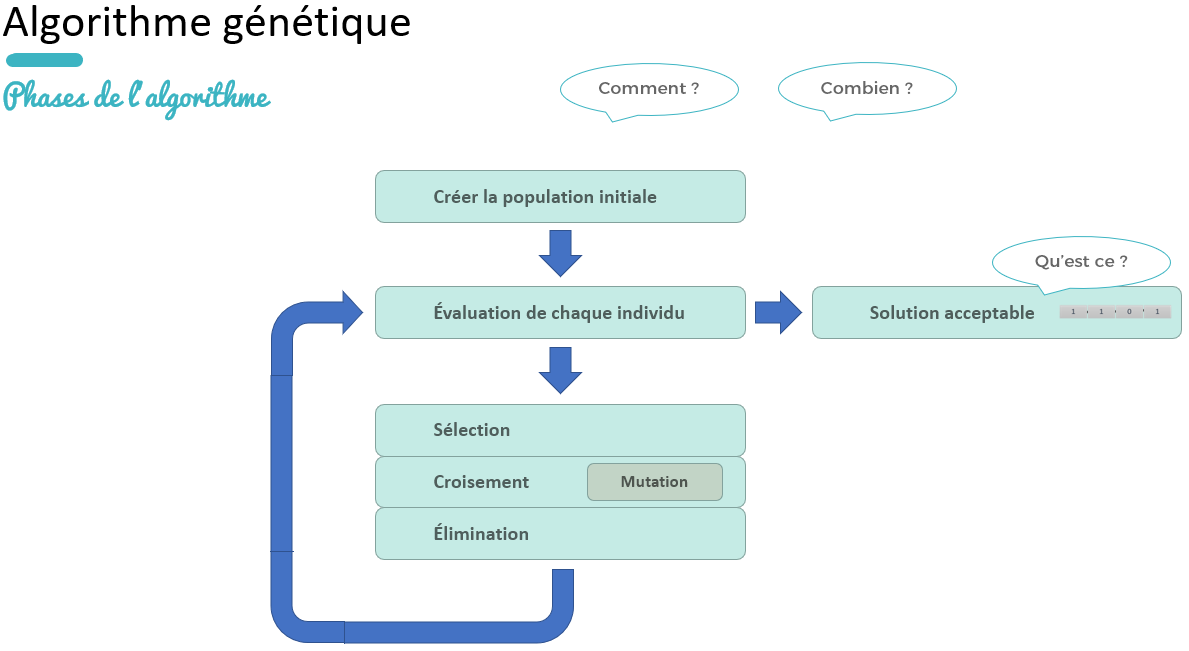 Algorithme génétique
Phases de l'algorithme
Comment ?
Combien ?
Créer la population initiale
Qu'est ce ?
Évaluation de chaque individu
Solution acceptable
1 1 0 1
Sélection
Croisement
Mutation
Élimination